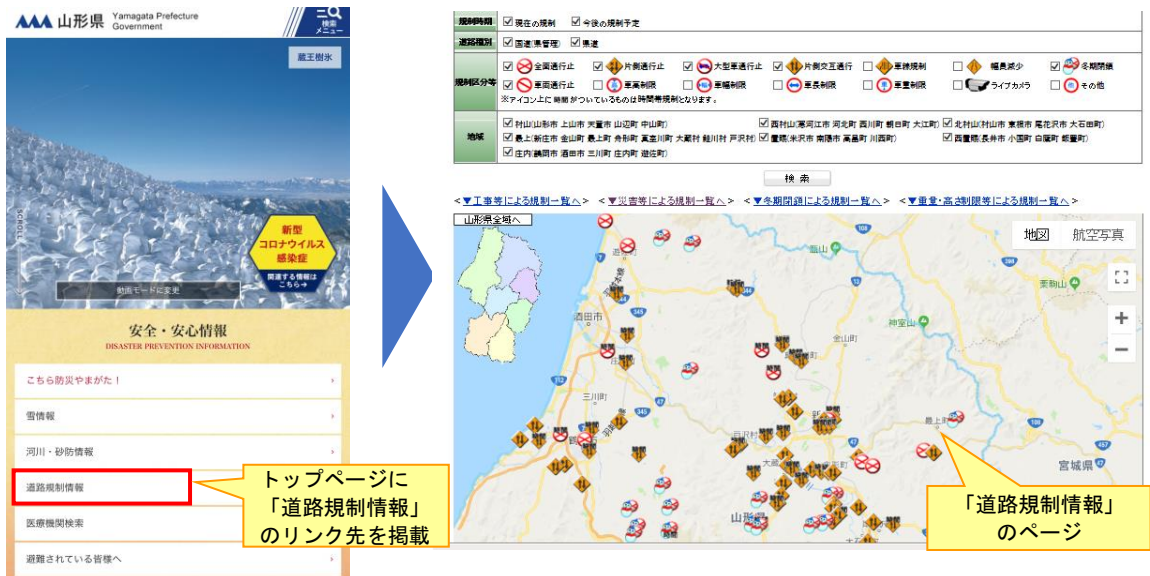 山形県 Yamagata Prefecture Government
検索
メニュー
蔵王樹氷
SCROLL
新型
コロナウイルス
感染症
関連する情報は
こちら→
動画モードに変更
安全・安心情報
DISASTER PREVENTION INFORMATION
こちら防災やまがた!
雪情報
河川・砂防情報
道路規制情報
医療機関検索
避難されている皆様へ
トップページに
「道路規制情報」
のリンク先を掲載
規制時期 現在の規制 今後の規制予定
道路種別 国道(県管理) 県道
規制区分等 全面通行止 片側通行止 大型車通行止 片側交互通行 車線規制 幅員減少 冬期閉鎖
車両通行止 車高制限 車幅制限 車長制限 車重制限 ライブカメラ その他
※アイコン上に時間がついているものは時間帯規制となります。
地域 村山(山形市 上山市 天童市 山辺町 中山町) 西村山(寒河江市 河北町 西川町 朝日町 大江町) 北村山(村山市 東根市 尾花沢市 大石田町)
最上(新庄市 金山町 最上町 舟形町 真室川町 大蔵村 鮭川村 戸沢村) 置賜(米沢市 南陽市 高畠町 川西町) 西置賜(長井市 小国町 白鷹町 飯豊町)
庄内(鶴岡市 酒田市 三川町 庄内町 遊佐町)
検 索
<▼工事等による規制一覧へ> <▼災害等による規制一覧へ> <▼冬期閉鎖による規制一覧へ> <▼重量・高さ制限等による規制一覧へ>
山形県全域へ
地図 航空写真
108
398
栗駒山
344
13
345
酒田市
神室山
金山町
112
三川町
47
345
最上町
108
戸沢村
47
457
宮城県
47
「道路規制情報」
のページ